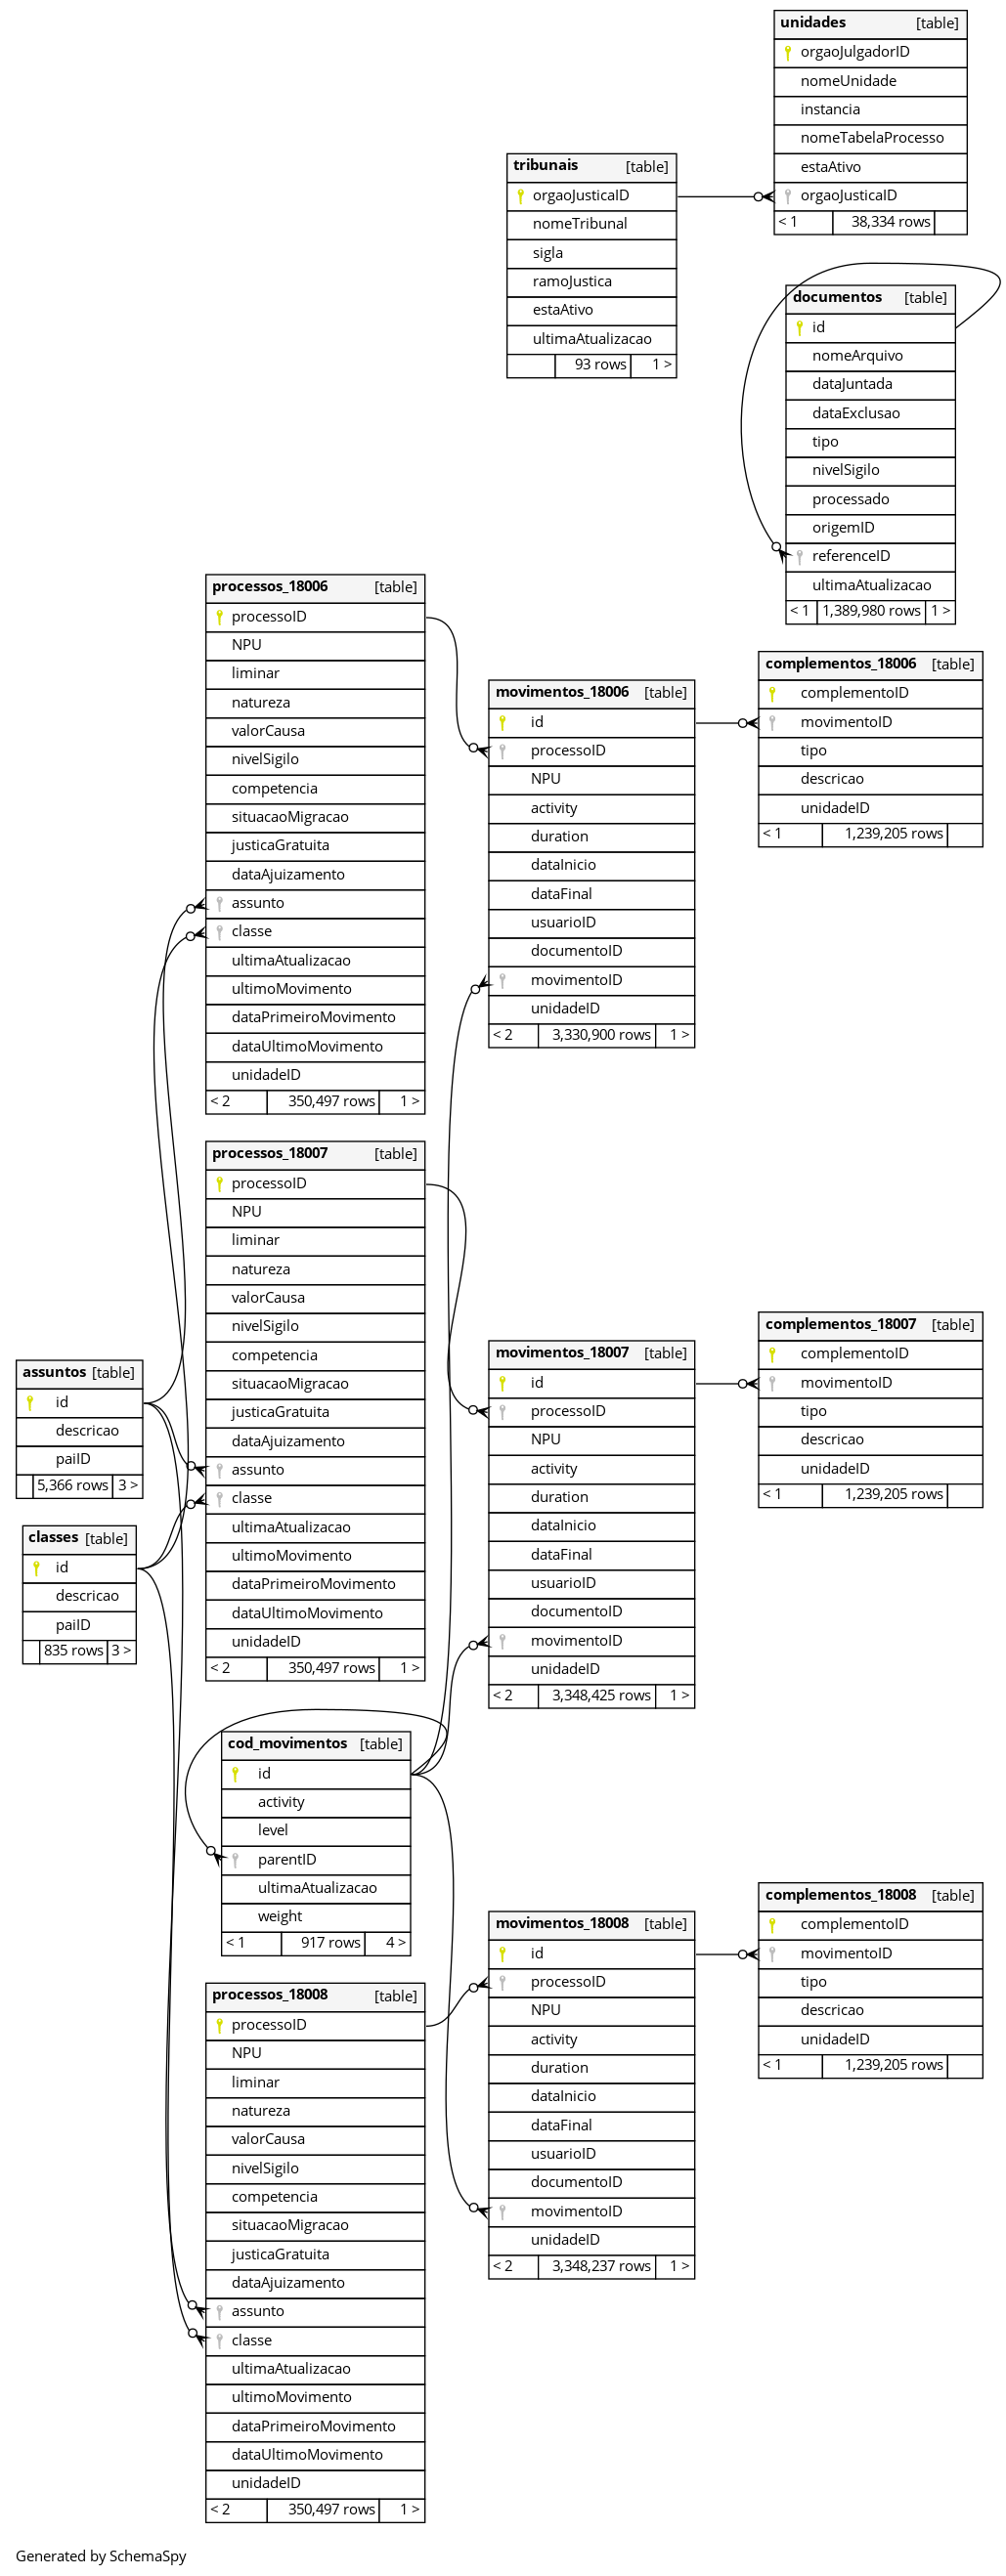 unidades [table]
orgaoJulgadorID
nomeUnidade
instancia
nomeTabelaProcesso
estaAtivo
orgaoJusticaID
< 1 38,334 rows
tribunais [table]
orgaoJusticaID
nomeTribunal
sigla
ramoJustica
estaAtivo
ultimaAtualizacao
93 rows 1 >
documentos [table]
id
nomeArquivo
dataJuntada
dataExclusao
tipo
nivelSigilo
processado
origemID
referenceID
ultimaAtualizacao
< 1 1,389,980 rows 1 >
processos_18006 [table]
processoID
NPU
liminar
natureza
valorCausa
nivelSigilo
competencia
situacaoMigracao
justicaGratuita
dataAjuizamento
assunto
classe
ultimaAtualizacao
ultimoMovimento
dataPrimeiroMovimento
dataUltimoMovimento
unidadeID
< 2 350,497 rows 1 >
movimentos_18006 [table]
id
processoID
NPU
activity
duration
dataInicio
dataFinal
usuarioID
documentoID
movimentoID
unidadeID
< 2 3,330,900 rows 1 >
complementos_18006 [table]
complementoID
movimentoID
tipo
descricao
unidadeID
< 1 1,239,205 rows
processos_18007 [table]
processoID
NPU
liminar
natureza
valorCausa
nivelSigilo
competencia
situacaoMigracao
justicaGratuita
dataAjuizamento
assunto
classe
ultimaAtualizacao
ultimoMovimento
dataPrimeiroMovimento
dataUltimoMovimento
unidadeID
< 2 350,497 rows 1 >
movimentos_18007 [table]
id
processoID
NPU
activity
duration
dataInicio
dataFinal
usuarioID
documentoID
movimentoID
unidadeID
< 2 3,348,425 rows 1 >
complementos_18007 [table]
complementoID
movimentoID
tipo
descricao
unidadeID
< 1 1,239,205 rows
assuntos [table]
id
descricao
paiID
5,366 rows 3 >
classes [table]
id
descricao
paiID
835 rows 3 >
cod_movimentos [table]
id
activity
level
parentID
ultimaAtualizacao
weight
< 1 917 rows 4 >
processos_18008 [table]
processoID
NPU
liminar
natureza
valorCausa
nivelSigilo
competencia
situacaoMigracao
justicaGratuita
dataAjuizamento
assunto
classe
ultimaAtualizacao
ultimoMovimento
dataPrimeiroMovimento
dataUltimoMovimento
unidadeID
< 2 350,497 rows 1 >
movimentos_18008 [table]
id
processoID
NPU
activity
duration
dataInicio
dataFinal
usuarioID
documentoID
movimentoID
unidadeID
< 2 3,348,237 rows 1 >
complementos_18008 [table]
complementoID
movimentoID
tipo
descricao
unidadeID
< 1 1,239,205 rows
Generated by SchemaSpy